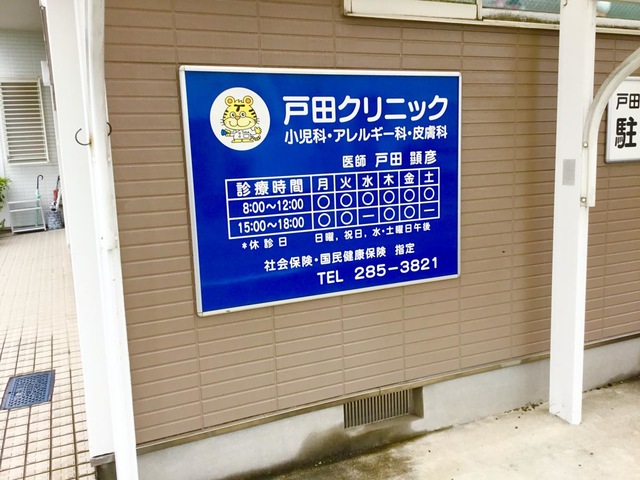 戸田クリニック
小児科・アレルギー科・皮膚科
医師 戸田 顕彦
診療時間 月 火 水 木 金 土
8:00〜12:00 ○ ○ ○ ○ ○ ○
15:00〜18:00 ○ ○ ー ○ ○ ー
*休診日 日曜, 祝日, 水・土曜日午後
社会保険・国民健康保険 指定
TEL 285-3821
戸田
駐